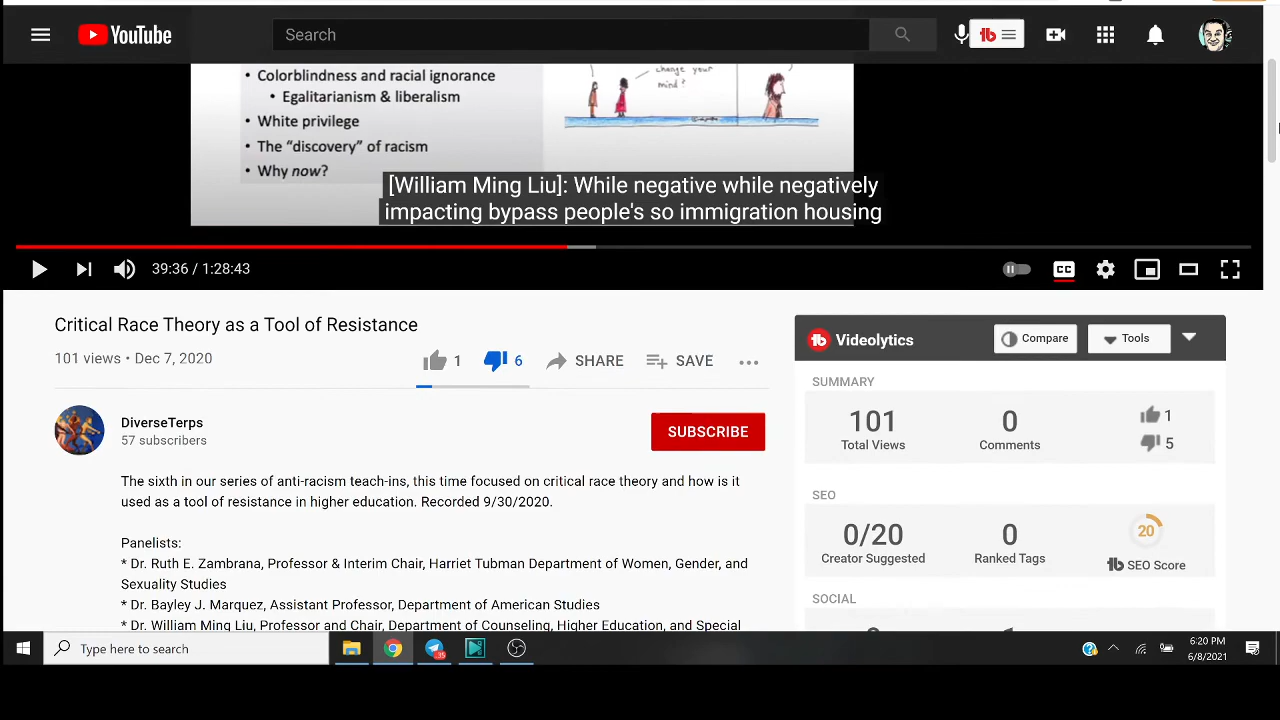 YouTube
Search
• Colorblindness and racial ignorance
• Egalitarianism & liberalism
• White privilege
• The “discovery” of racism
• Why now?
change your
mind?
[William Ming Liu]: While negative while negatively
impacting bypass people's so immigration housing
39:36 / 1:28:43
CC
Critical Race Theory as a Tool of Resistance
101 views • Dec 7, 2020
1
6
SHARE
SAVE
DiverseTerps
57 subscribers
SUBSCRIBE
The sixth in our series of anti-racism teach-ins, this time focused on critical race theory and how is it
used as a tool of resistance in higher education. Recorded 9/30/2020.
Panelists:
* Dr. Ruth E. Zambrana, Professor & Interim Chair, Harriet Tubman Department of Women, Gender, and
Sexuality Studies
* Dr. Bayley J. Marquez, Assistant Professor, Department of American Studies
* Dr. William Ming Liu, Professor and Chair, Department of Counseling, Higher Education, and Special
tb Videolytics
Compare
Tools
SUMMARY
101
Total Views
0
Comments
1
5
SEO
0/20
Creator Suggested
0
Ranked Tags
20
tb SEO Score
SOCIAL
Type here to search
35
6:20 PM
6/8/2021